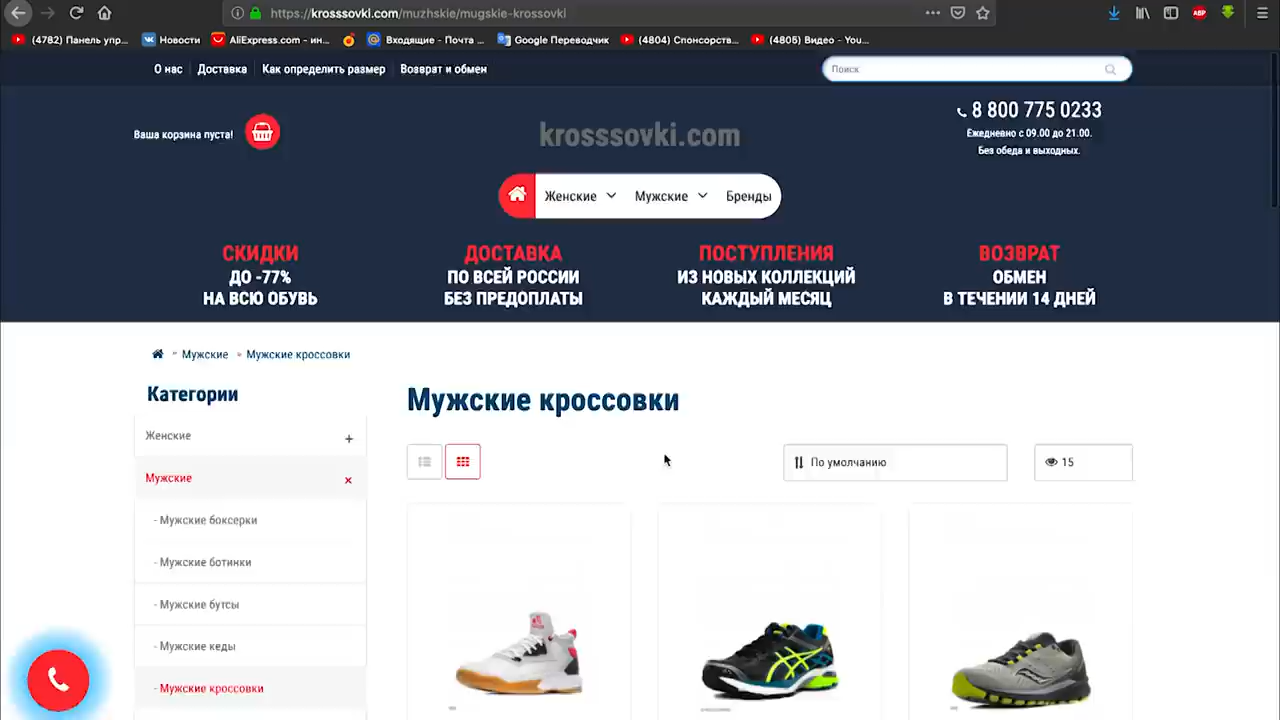 https://krosssovki.com/muzhskie/mugskie-krossovki
(4782) Панель упр...
Новости
AliExpress.com - ин...
Входящие - Почта ...
Google Переводчик
(4804) Спонсорств...
(4805) Видео - You...
О нас
Доставка
Как определить размер
Возврат и обмен
Поиск
Ваша корзина пуста!
krosssovki.com
8 800 775 0233
Ежедневно с 09.00 до 21.00.
Без обеда и выходных.
Женские
Мужские
Бренды
СКИДКИ
ДО -77%
НА ВСЮ ОБУВЬ
ДОСТАВКА
ПО ВСЕЙ РОССИИ
БЕЗ ПРЕДОПЛАТЫ
ПОСТУПЛЕНИЯ
ИЗ НОВЫХ КОЛЛЕКЦИЙ
КАЖДЫЙ МЕСЯЦ
ВОЗВРАТ
ОБМЕН
В ТЕЧЕНИИ 14 ДНЕЙ
Мужские
Мужские кроссовки
Категории
Женские
Мужские
- Мужские боксерки
- Мужские ботинки
- Мужские бутсы
- Мужские кеды
- Мужские кроссовки
Мужские кроссовки
По умолчанию
15